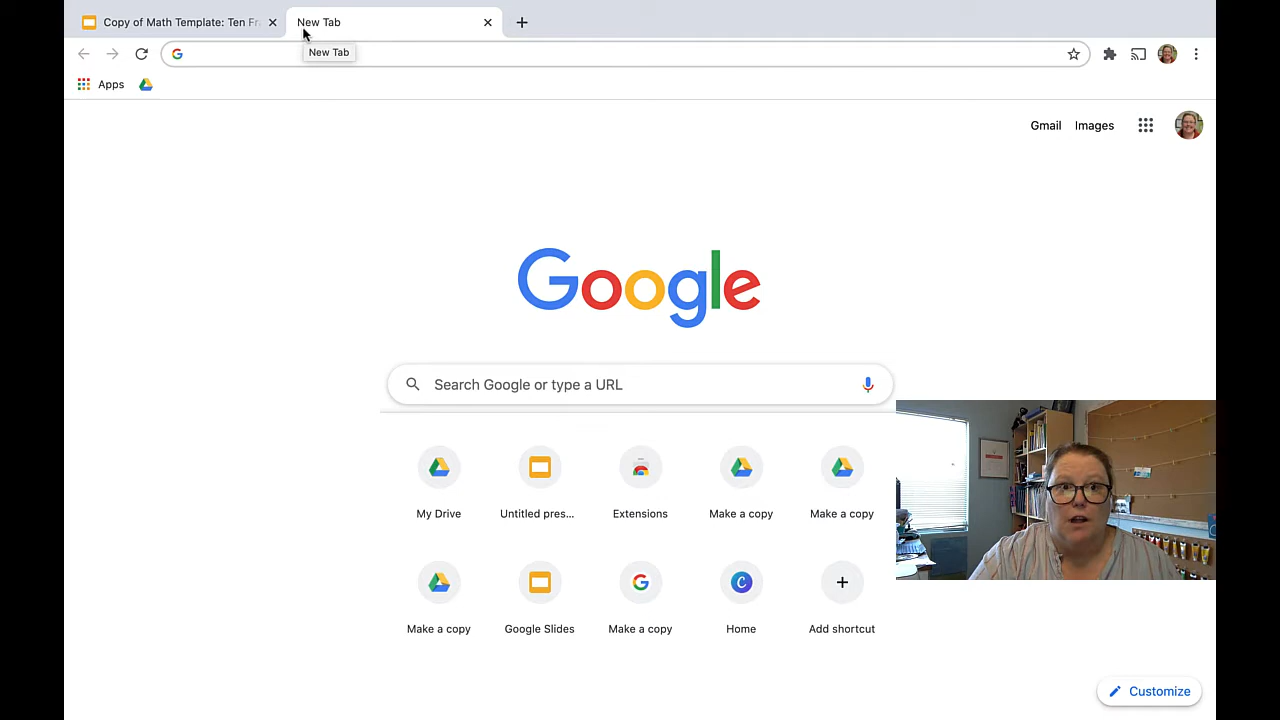 Copy of Math Template: Ten Fr
New Tab
New Tab
Apps
Gmail
Images
Google
Search Google or type a URL
My Drive
Untitled pres...
Extensions
Make a copy
Make a copy
Make a copy
Google Slides
Make a copy
Home
Add shortcut
Customize